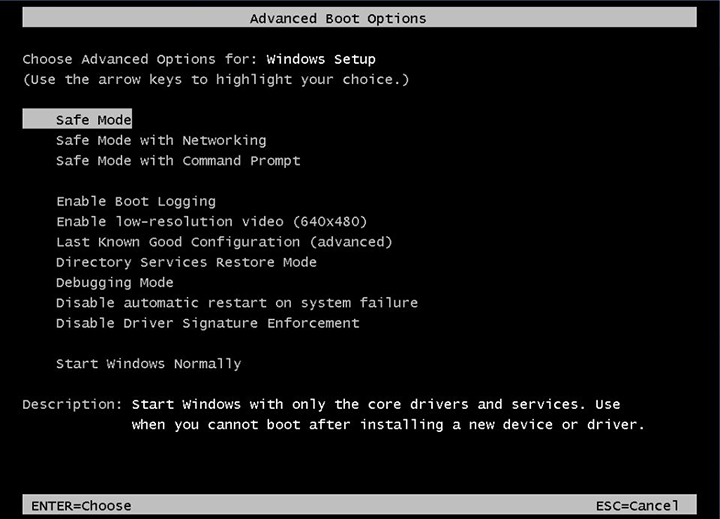 Advanced Boot Options
Choose Advanced Options for: Windows Setup
(Use the arrow keys to highlight your choice.)
Safe Mode
Safe Mode with Networking
Safe Mode with Command Prompt
Enable Boot Logging
Enable low-resolution video (640x480)
Last Known Good Configuration (advanced)
Directory Services Restore Mode
Debugging Mode
Disable automatic restart on system failure
Disable Driver Signature Enforcement
Start Windows Normally
Description: Start Windows with only the core drivers and services. Use
when you cannot boot after installing a new device or driver.
ENTER=Choose ESC=Cancel